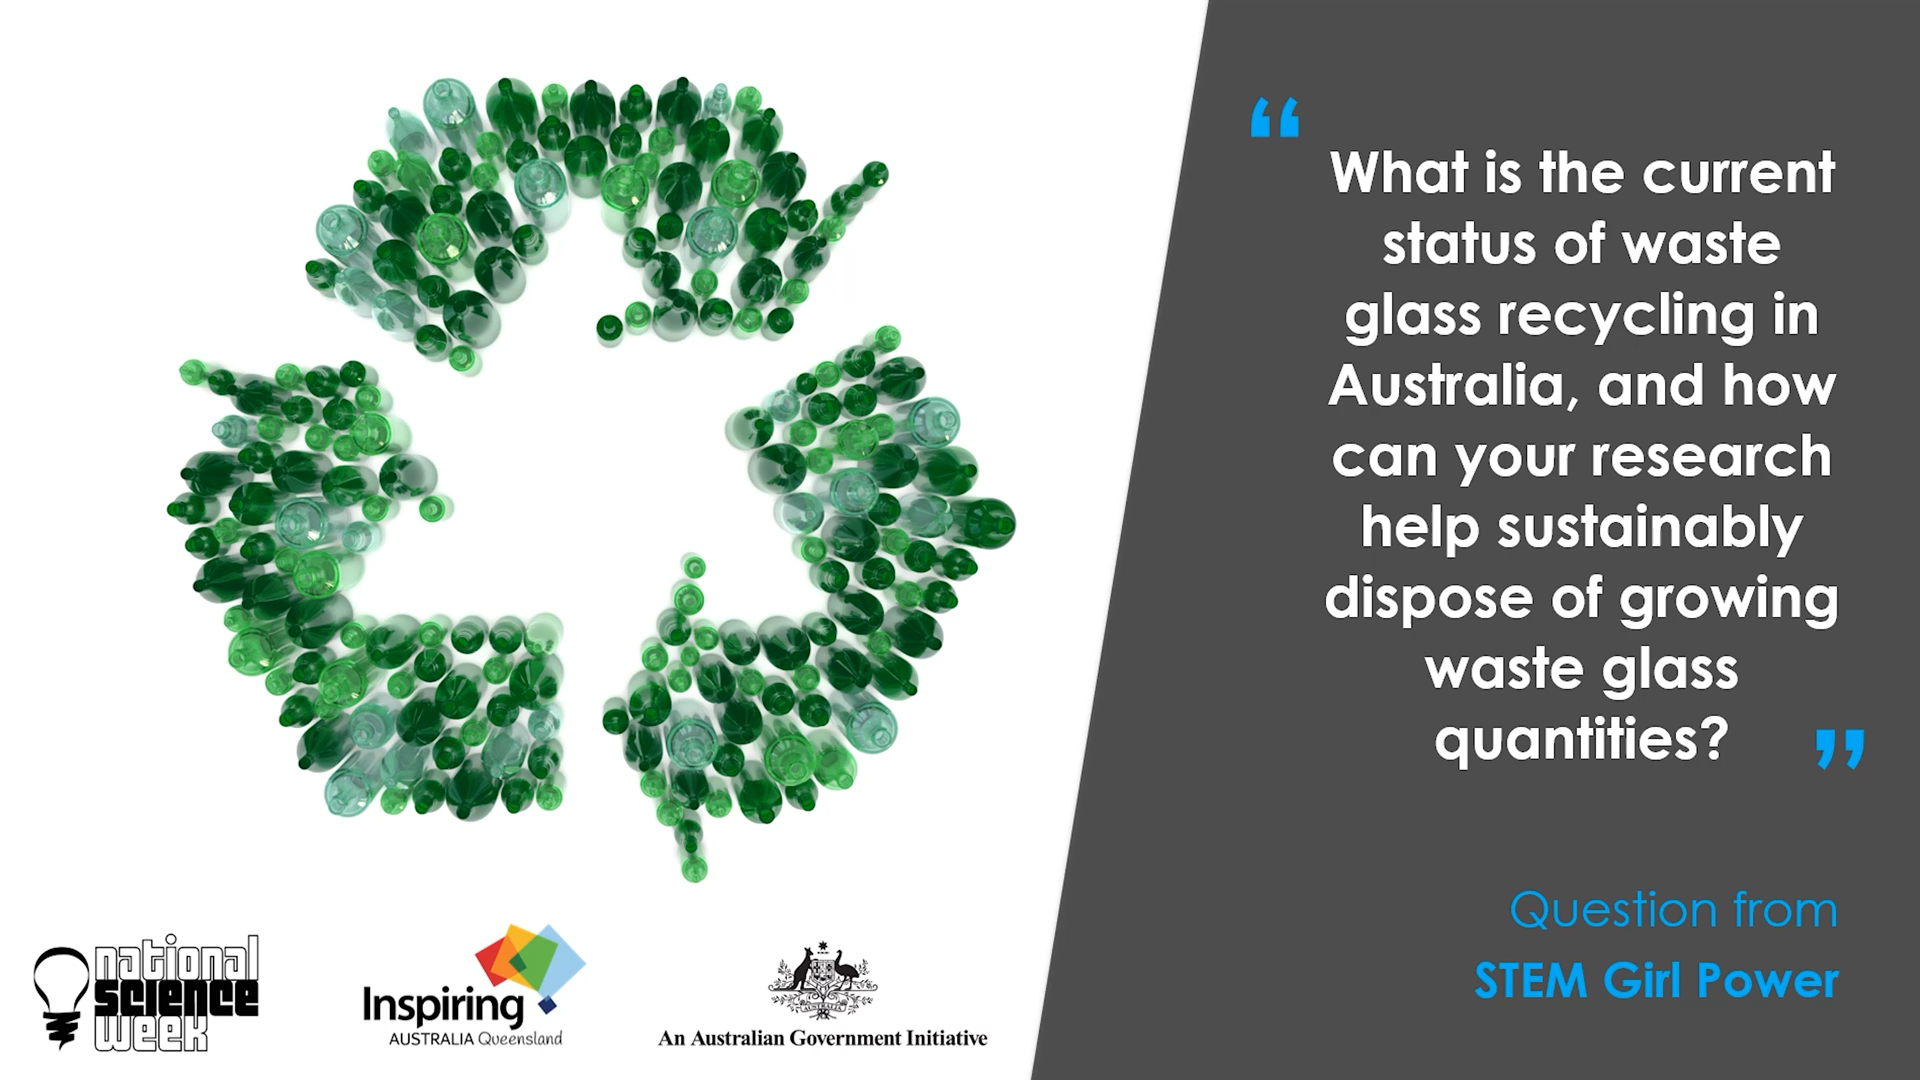 “
What is the current
status of waste
glass recycling in
Australia, and how
can your research
help sustainably
dispose of growing
waste glass
quantities?
”
Question from
STEM Girl Power
national
science
week
Inspiring
AUSTRALIA Queensland
An Australian Government Initiative